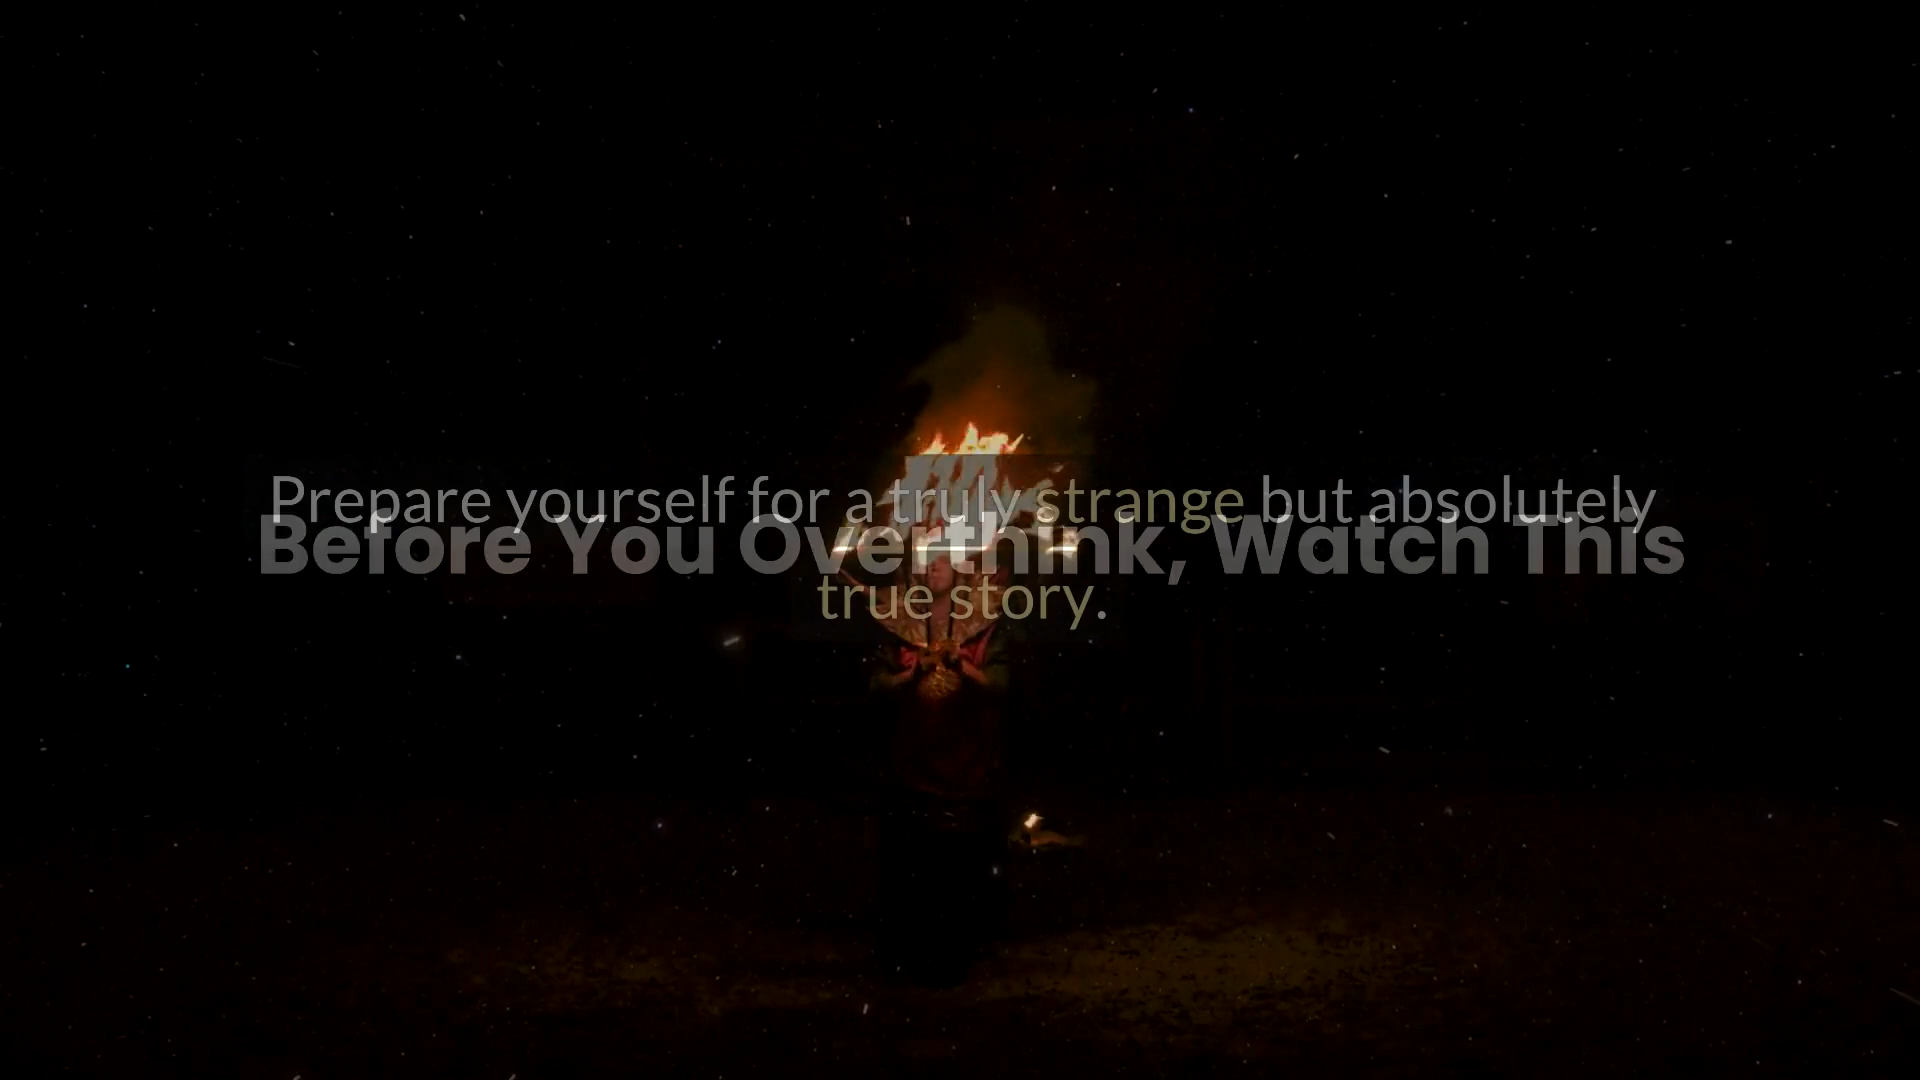 Prepare yourself for a truly strange but absolutely
Before You Overthink, Watch This
true story.